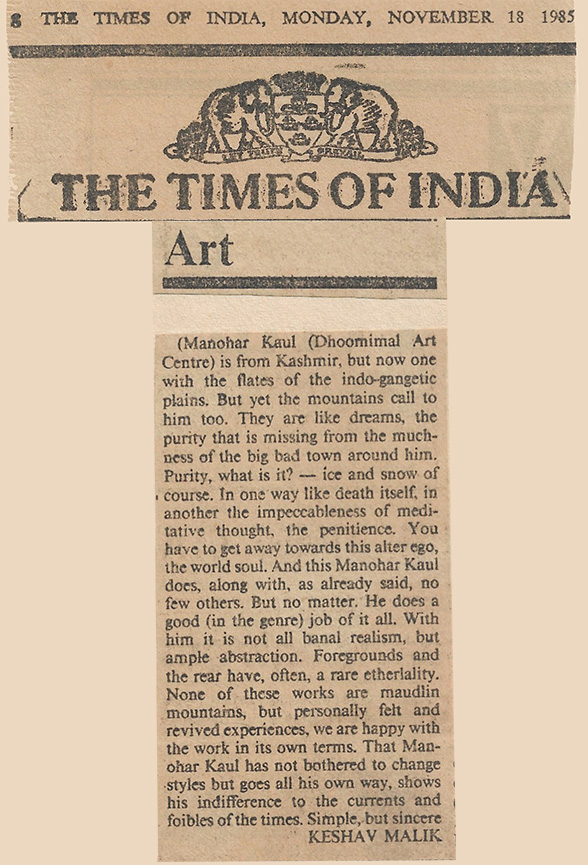 8 THE TIMES OF INDIA, MONDAY, NOVEMBER 18 1985
LET TRUTH PREVAIL
THE TIMES OF INDIA
Art
(Manohar Kaul (Dhoomimal Art
Centre) is from Kashmir, but now one
with the flates of the indo-gangetic
plains. But yet the mountains call to
him too. They are like dreams, the
purity that is missing from the much-
ness of the big bad town around him.
Purity, what is it? — ice and snow of
course. In one way like death itself, in
another the impeccableness of medi-
tative thought, the penitience. You
have to get away towards this alter ego,
the world soul. And this Manohar Kaul
does, along with, as already said, no
few others. But no matter. He does a
good (in the genre) job of it all. With
him it is not all banal realism, but
ample abstraction. Foregrounds and
the rear have, often, a rare etherlality.
None of these works are maudlin
mountains, but personally felt and
revived experiences, we are happy with
the work in its own terms. That Man-
ohar Kaul has not bothered to change
styles but goes all his own way, shows
his indifference to the currents and
foibles of the times. Simple, but sincere
KESHAV MALIK